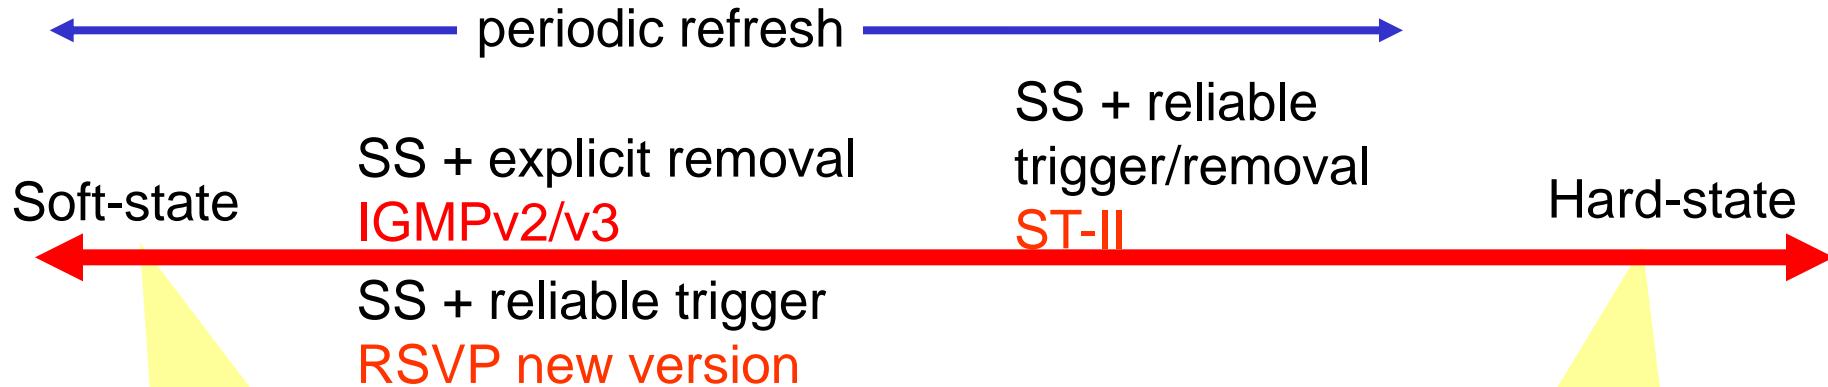 periodic refresh
SS + reliable
trigger/removal
ST-II
SS + explicit removal
IGMPv2/v3
Soft-state
Hard-state
SS + reliable trigger
RSVP new version